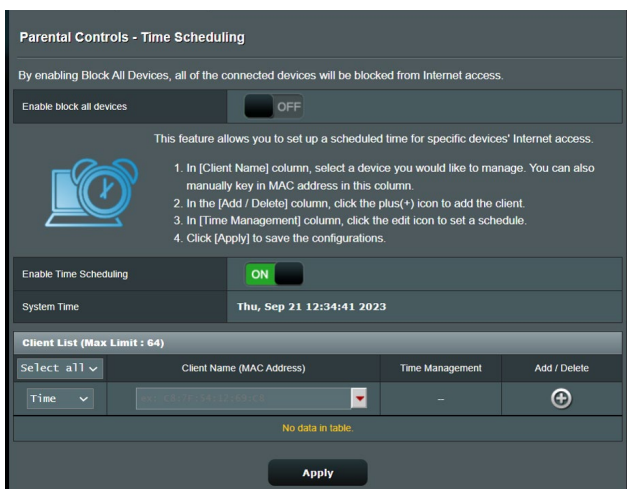 Parental Controls - Time Scheduling
By enabling Block All Devices, all of the connected devices will be blocked from Internet access.
Enable block all devices
OFF
This feature allows you to set up a scheduled time for specific devices' Internet access.
1. In [Client Name] column, select a device you would like to manage. You can also
manually key in MAC address in this
column.
2. In the [Add / Delete] column, click the plus(+) icon to add the client.
3. In [Time Management] column, click the edit icon to set a schedule.
4. Click [Apply] to save the configurations.
Enable Time Scheduling
ON
System Time
Thu, Sep 21 12:34:41 2023
Client List (Max Limit : 64)
Select all
Client Name (MAC Address)
Time Management
Add / Delete
Time
--
No data in table.
Apply